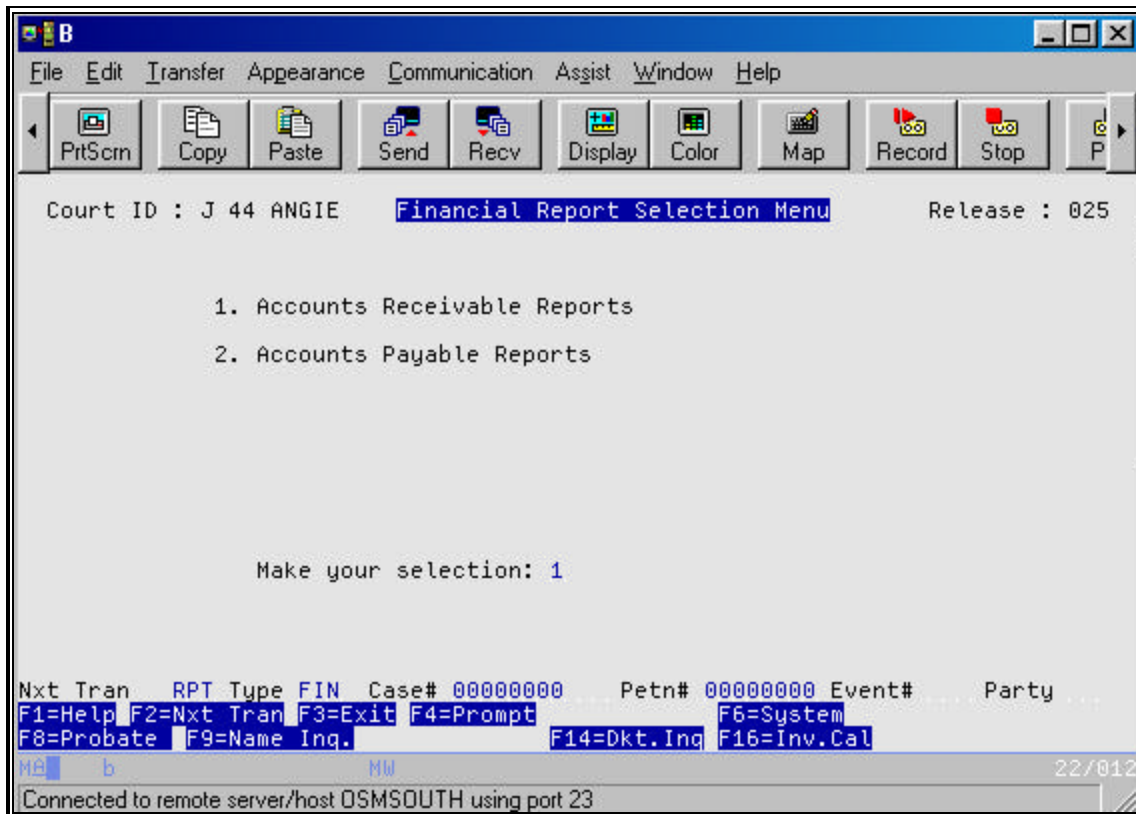 B
File Edit Transfer Appearance Communication Assist Window Help
PrtScrn Copy Paste Send Recv Display Color Map Record Stop P
Court ID : J 44 ANGIE Financial Report Selection Menu Release : 025
1. Accounts Receivable Reports
2. Accounts Payable Reports
Make your selection: 1
Nxt Tran RPT Type FIN Case# 00000000 Petn# 00000000 Event# Party
F1=Help F2=Nxt Tran F3=Exit F4=Prompt F6=System
F8=Probate F9=Name Inq. F14=Dkt.Inq F16=Inv.Cal
MA b MW 22/012
Connected to remote server/host OSMSOUTH using port 23